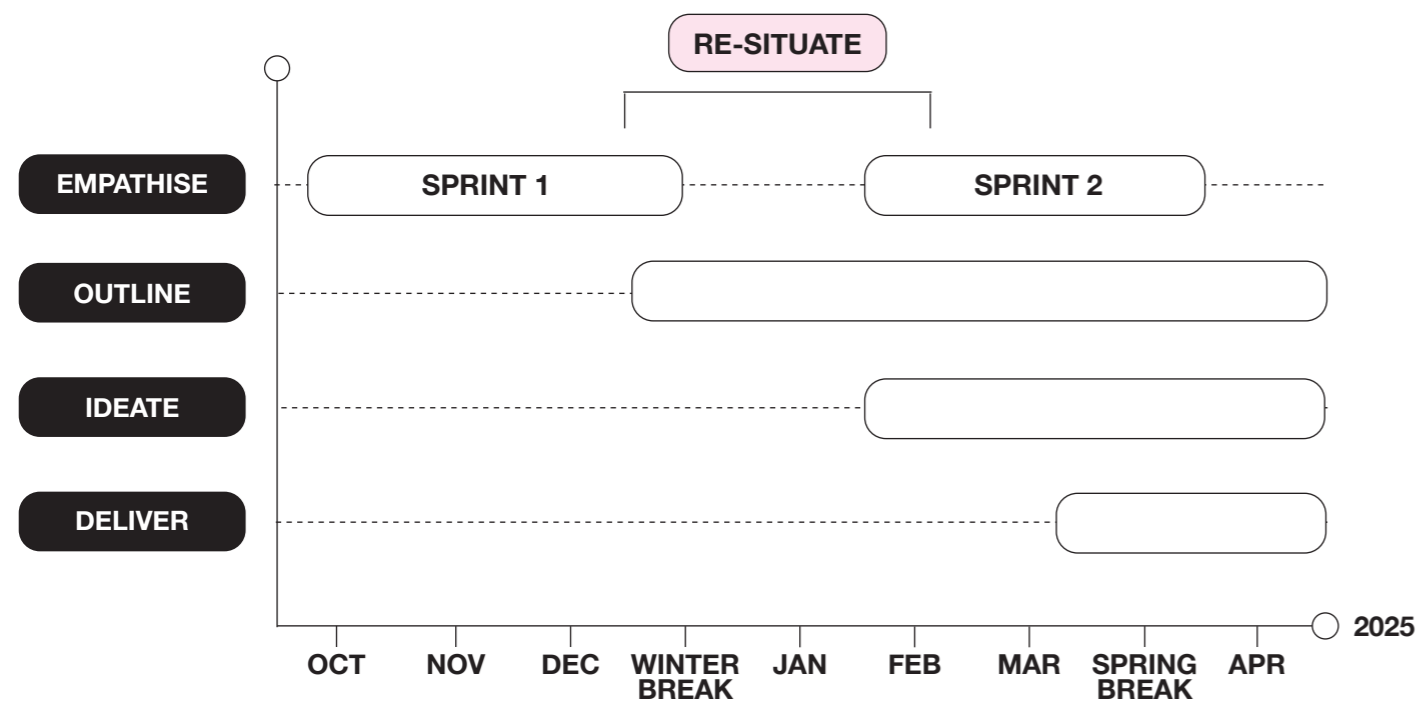 RE-SITUATE
EMPATHISE
SPRINT 1
SPRINT 2
OUTLINE
IDEATE
DELIVER
2025
OCT
NOV
DEC
WINTER
BREAK
JAN
FEB
MAR
SPRING
BREAK
APR